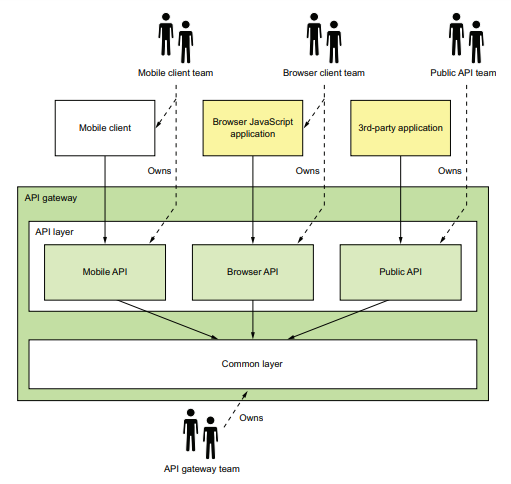 Mobile client team
Browser client team
Public API team
Mobile client
Browser JavaScript
application
3rd-party application
Owns
Owns
Owns
API gateway
API layer
Mobile API
Browser API
Public API
Common layer
Owns
API gateway team